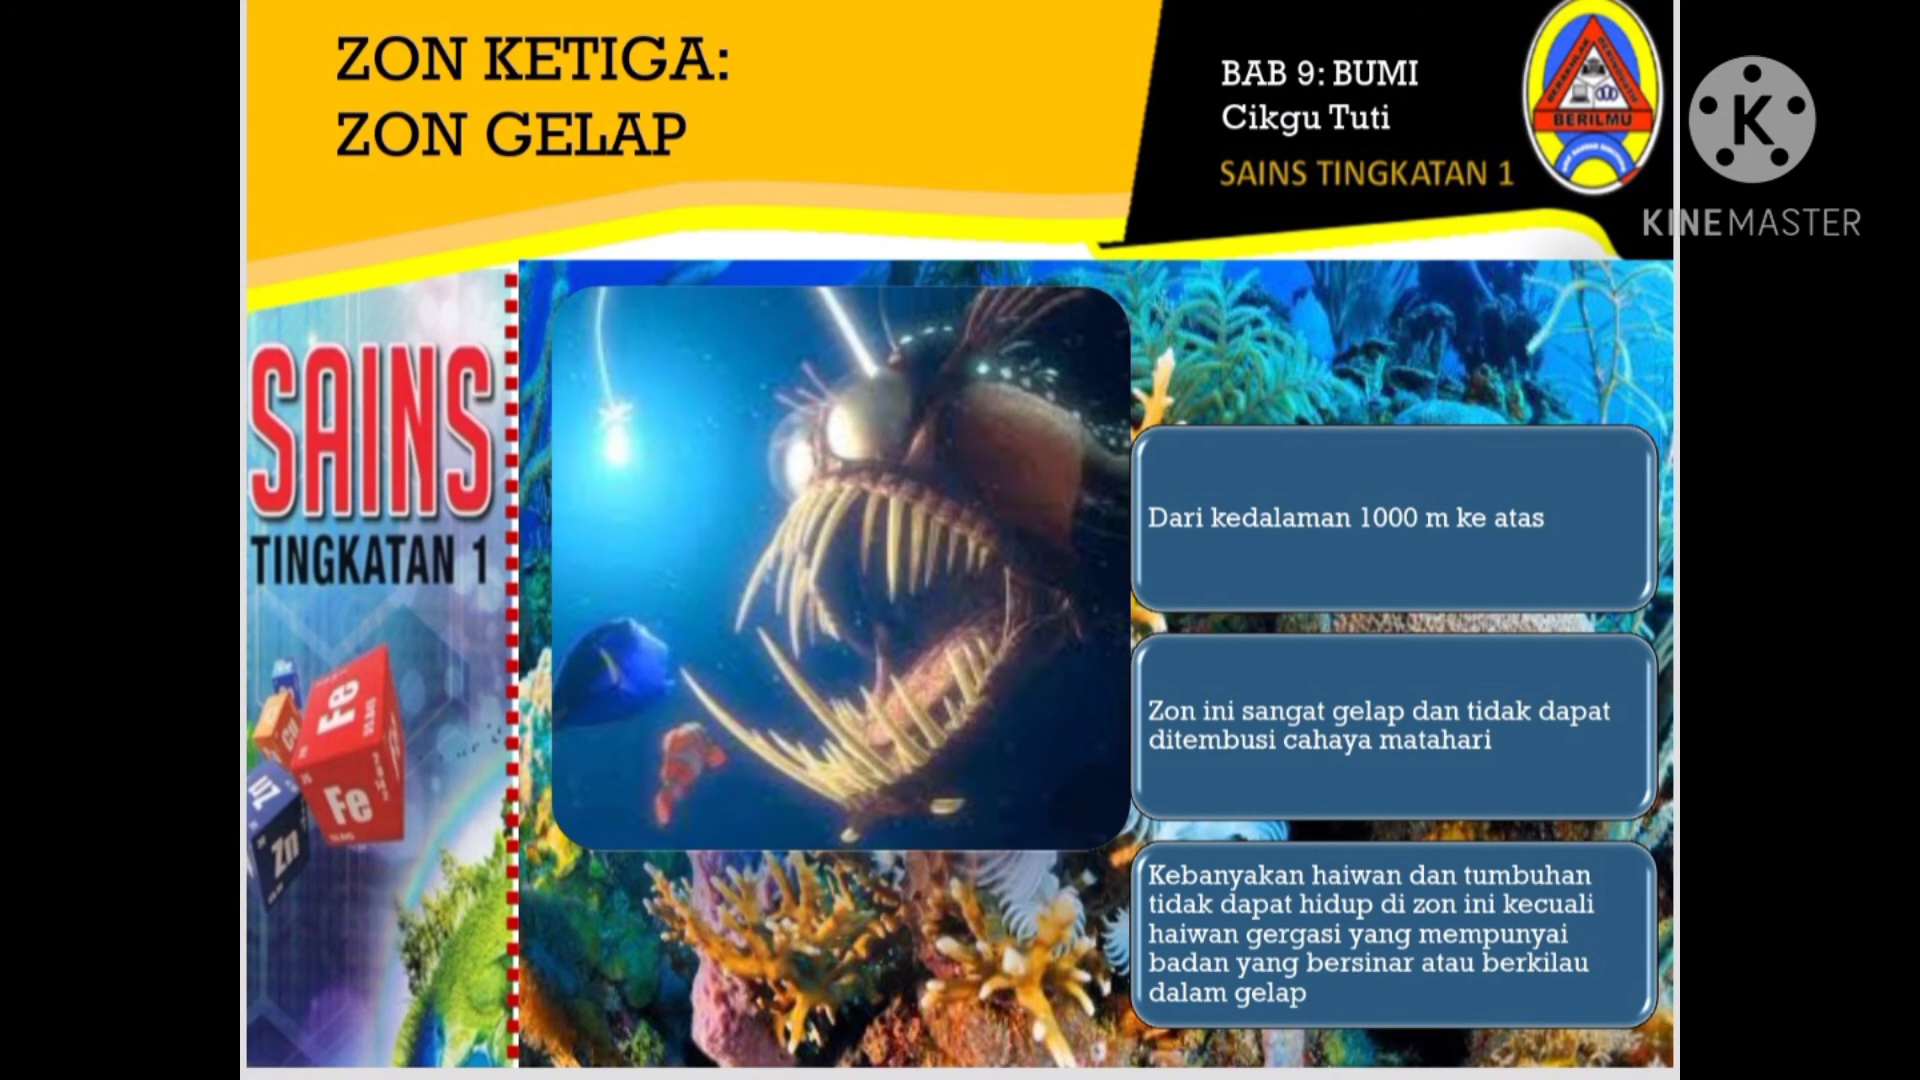 ZON KETIGA:
ZON GELAP
BAB 9: BUMI
Cikgu Tuti
SAINS TINGKATAN 1
BERILMU
K
KINEMASTER
SAINS
TINGKATAN 1
Fe
Fe
Zn
Dari kedalaman 1000 m ke atas
Zon ini sangat gelap dan tidak dapat
ditembusi cahaya matahari
Kebanyakan haiwan dan tumbuhan
tidak dapat hidup di zon ini kecuali
haiwan gergasi yang mempunyai
badan yang bersinar atau berkilau
dalam gelap